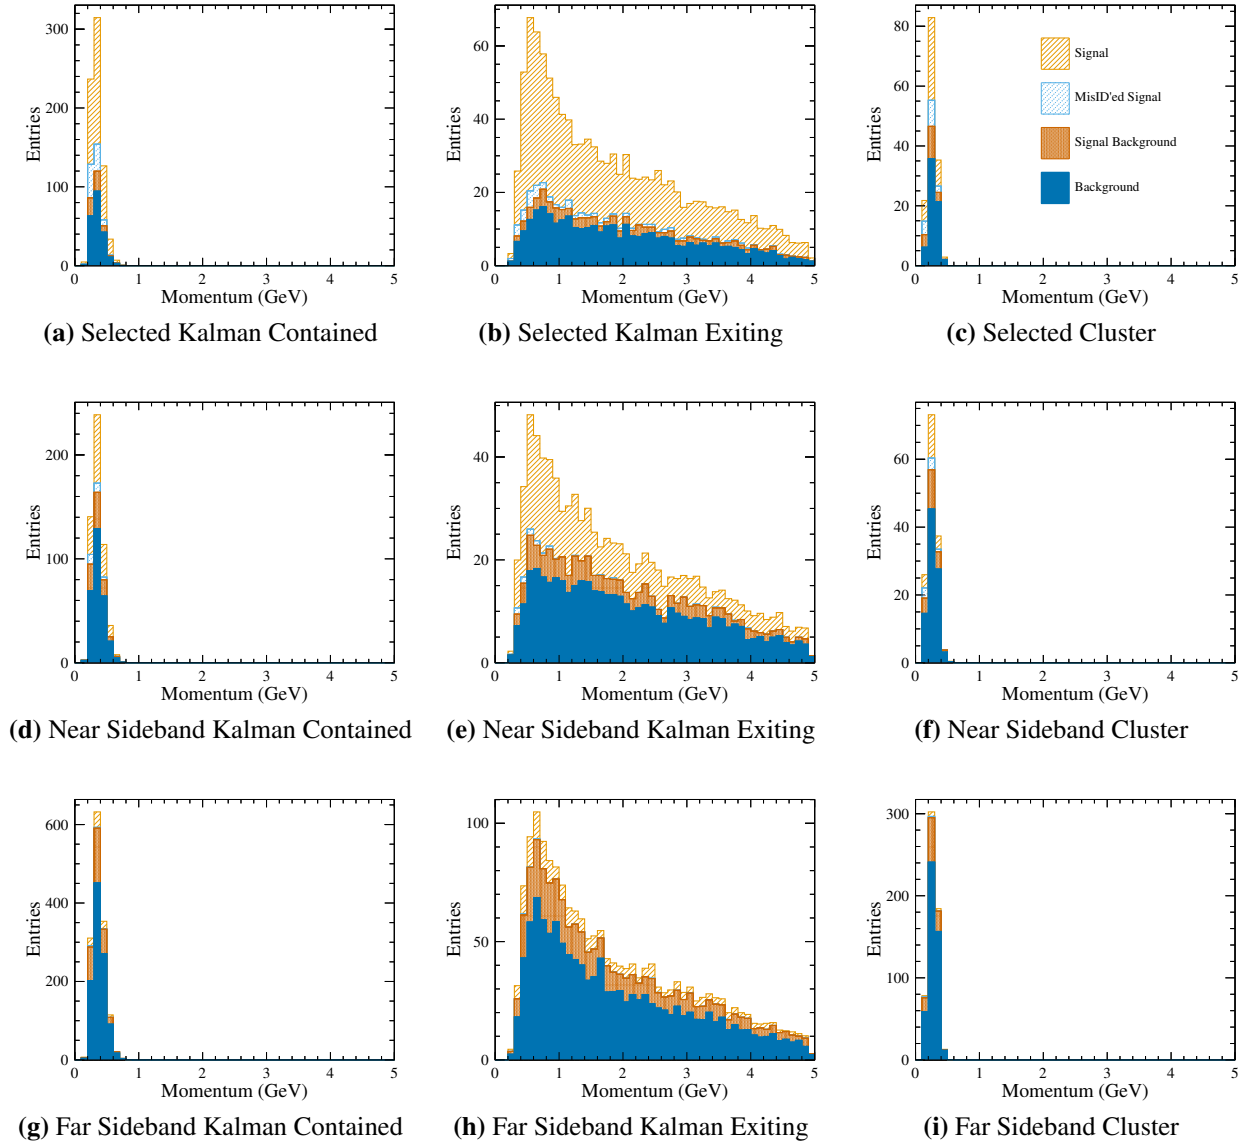 300
200
100
0
Entries
0 1 2 3 4 5
Momentum (GeV)
(a) Selected Kalman Contained
60
40
20
0
Entries
0 1 2 3 4 5
Momentum (GeV)
(b) Selected Kalman Exiting
80
60
40
20
0
Entries
Signal
MisID'ed Signal
Signal Background
Background
0 1 2 3 4 5
Momentum (GeV)
(c) Selected Cluster
200
100
0
Entries
0 1 2 3 4 5
Momentum (GeV)
(d) Near Sideband Kalman Contained
40
20
0
Entries
0 1 2 3 4 5
Momentum (GeV)
(e) Near Sideband Kalman Exiting
60
40
20
0
Entries
0 1 2 3 4 5
Momentum (GeV)
(f) Near Sideband Cluster
600
400
200
0
Entries
0 1 2 3 4 5
Momentum (GeV)
(g) Far Sideband Kalman Contained
100
50
0
Entries
0 1 2 3 4 5
Momentum (GeV)
(h) Far Sideband Kalman Exiting
300
200
100
0
Entries
0 1 2 3 4 5
Momentum (GeV)
(i) Far Sideband Cluster